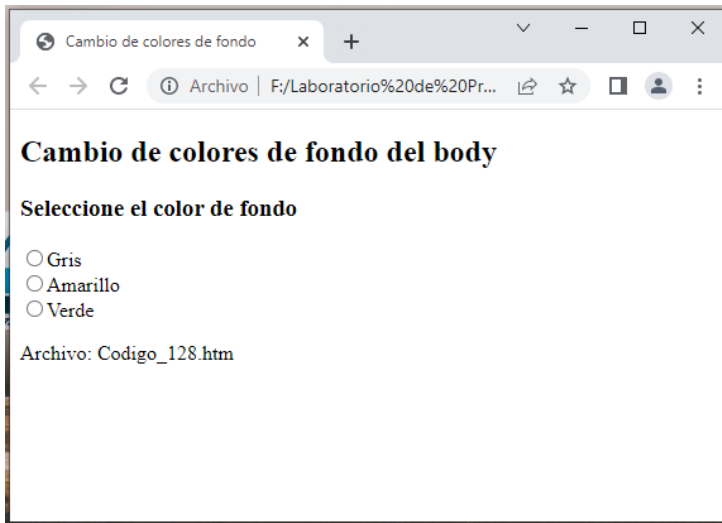 Cambio de colores de fondo
Archivo F:/Laboratorio%20de%20Pr...
Cambio de colores de fondo del body
Seleccione el color de fondo
Gris
Amarillo
Verde
Archivo: Codigo_128.htm